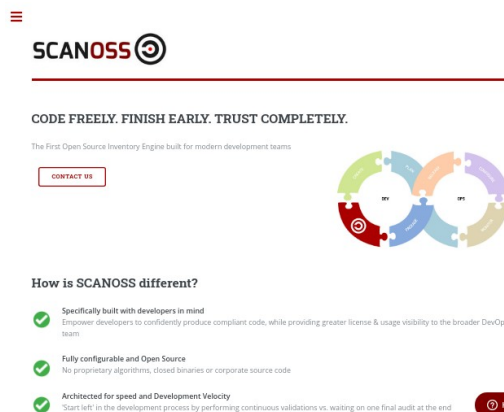 SCANOSS
CODE FREELY. FINISH EARLY. TRUST COMPLETELY.
The First Open Source Inventory Engine built for modern development teams
CONTACT US
PLAN
DEV
OPS
How is SCANOSS different?
Specifically built with developers in mind
Empower developers to confidently produce compliant code, while providing greater license & usage visibility to the broader DevOp
team
Fully configurable and Open Source
No proprietary algorithms, closed binaries or corporate source code
Architected for speed and Development Velocity
'Start left' in the development process by performing continuous validations vs. waiting on one final audit at the end